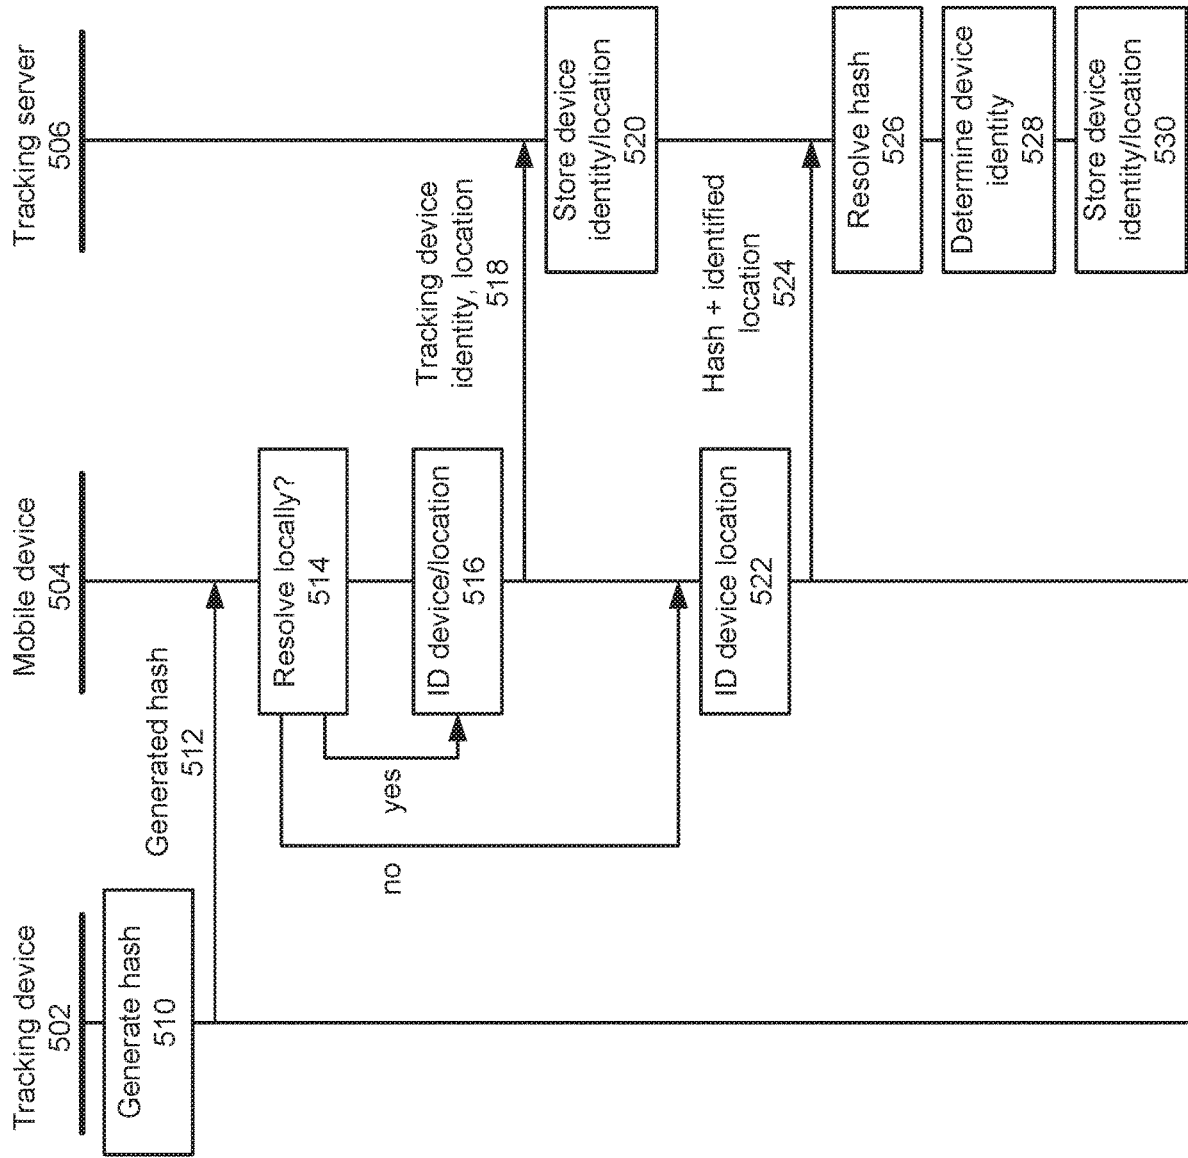 Tracking device
502
Mobile device
504
Tracking server
506
Generate hash
510
Generated hash
512
Resolve locally?
514
no
yes
ID device/location
516
Tracking device
identity, location
518
Store device
identity/location
520
ID device location
522
Hash + identified
location
524
Resolve hash
526
Determine device
identity
528
Store device
identity/location
530